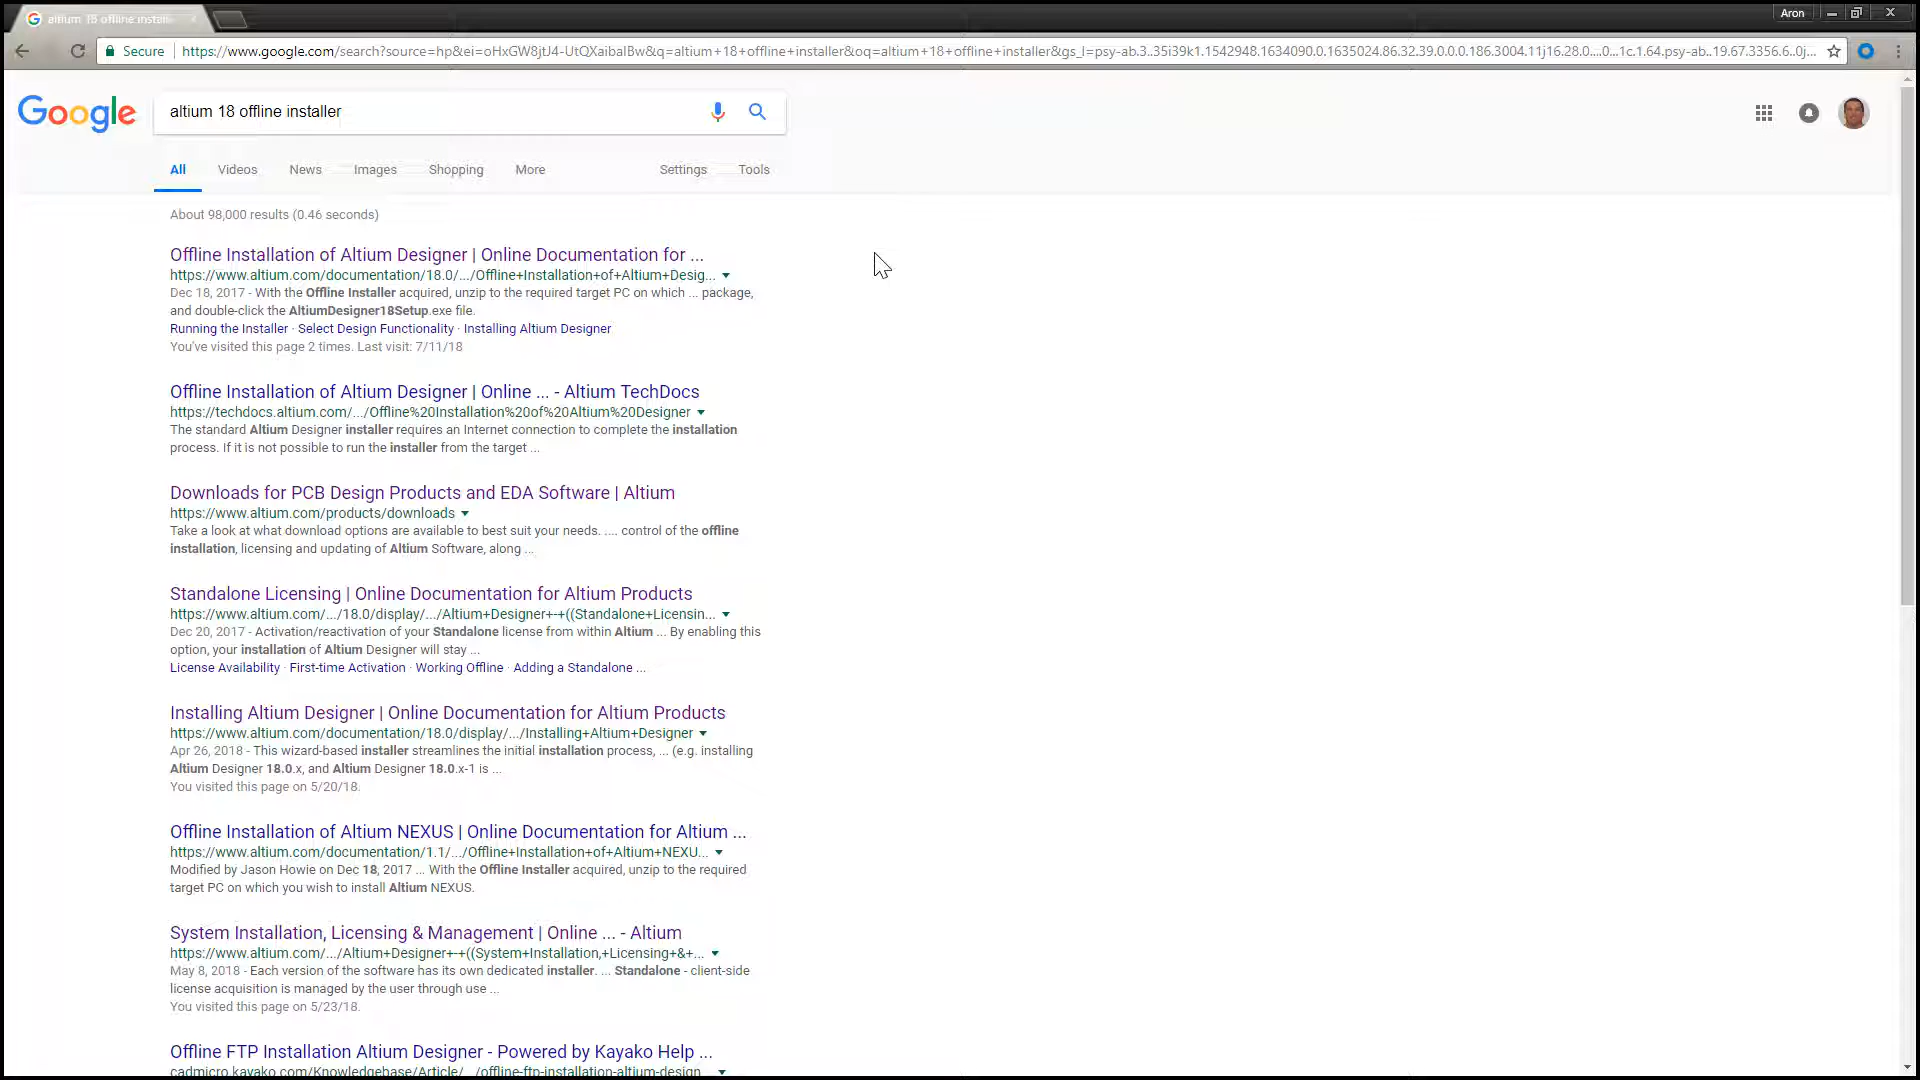 altium 18 offline install
Aron
Secure https://www.google.com/search?source=hp&ei=oHxGW8jtJ4-UtQXaibalBw&q=altium+18+offline+installer&oq=altium+18+offline+installer&gs_l=psy-ab.3..35i39k1.1542948.1634090.0.1635024.86.32.39.0.0.0.186.3004.11j16.28.0....0...1c.1.64.psy-ab..19.67.3356.6..0j...
Google altium 18 offline installer
All Videos News Images Shopping More Settings Tools
About 98,000 results (0.46 seconds)
Offline Installation of Altium Designer | Online Documentation for ...
https://www.altium.com/documentation/18.0/.../Offline+Installation+of+Altium+Desig...
Dec 18, 2017 - With the Offline Installer acquired, unzip to the required target PC on which ... package,
and double-click the AltiumDesigner18Setup.exe file.
Running the Installer · Select Design Functionality · Installing Altium Designer
You've visited this page 2 times. Last visit: 7/11/18
Offline Installation of Altium Designer | Online ... - Altium TechDocs
https://techdocs.altium.com/.../Offline%20Installation%20of%20Altium%20Designer
The standard Altium Designer installer requires an Internet connection to complete the installation
process. If it is not possible to run the installer from the target ...
Downloads for PCB Design Products and EDA Software | Altium
https://www.altium.com/products/downloads
Take a look at what download options are available to best suit your needs. .... control of the offline
installation, licensing and updating of Altium Software, along ...
Standalone Licensing | Online Documentation for Altium Products
https://www.altium.com/.../18.0/display/.../Altium+Designer+-+((Standalone+Licensin...
Dec 20, 2017 - Activation/reactivation of your Standalone license from within Altium ... By enabling this
option, your installation of Altium Designer will stay ...
License Availability · First-time Activation · Working Offline · Adding a Standalone ...
Installing Altium Designer | Online Documentation for Altium Products
https://www.altium.com/documentation/18.0/display/.../Installing+Altium+Designer
Apr 26, 2018 - This wizard-based installer streamlines the initial installation process, ... (e.g. installing
Altium Designer 18.0.x, and Altium Designer 18.0.x-1 is ...
You visited this page on 5/20/18.
Offline Installation of Altium NEXUS | Online Documentation for Altium ...
https://www.altium.com/documentation/1.1/.../Offline+Installation+of+Altium+NEXU...
Modified by Jason Howie on Dec 18, 2017 ... With the Offline Installer acquired, unzip to the required
target PC on which you wish to install Altium NEXUS.
System Installation, Licensing & Management | Online ... - Altium
https://www.altium.com/.../Altium+Designer+-+((System+Installation,+Licensing+&+...
May 8, 2018 - Each version of the software has its own dedicated installer. ... Standalone - client-side
license acquisition is managed by the user through use ...
You visited this page on 5/23/18.
Offline FTP Installation Altium Designer - Powered by Kayako Help ...
cadmicro.kayako.com/Knowledgebase/Article/.../offline-ftp-installation-altium-design...